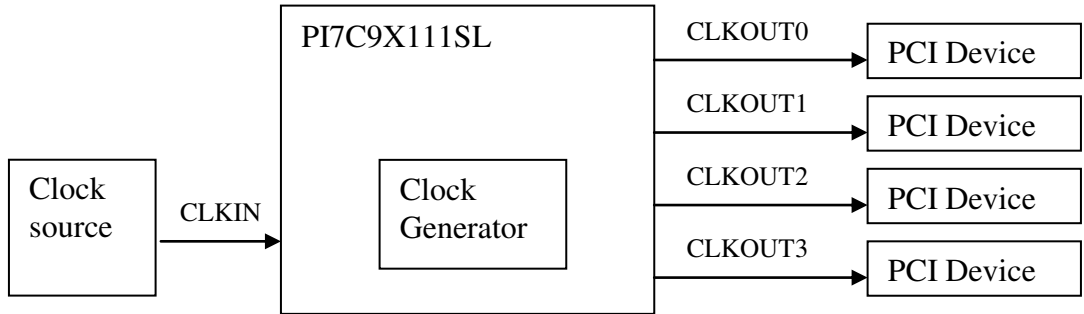 PI7C9X111SL
CLKOUT0
PCI Device
CLKOUT1
PCI Device
Clock
source
CLKIN
Clock
Generator
CLKOUT2
PCI Device
CLKOUT3
PCI Device